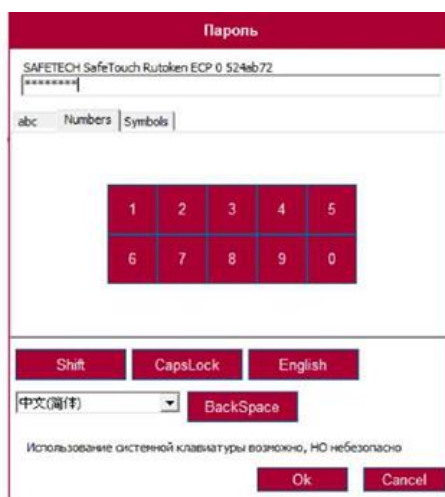 Пароль
SAFETECH SafeTouch Rutoken ECP 0 524ab72
********
abc Numbers Symbols
1 2 3 4 5
6 7 8 9 0
Shift CapsLock English
中文(简体) BackSpace
Использование системной клавиатуры возможно, НО небезопасно
Ok Cancel